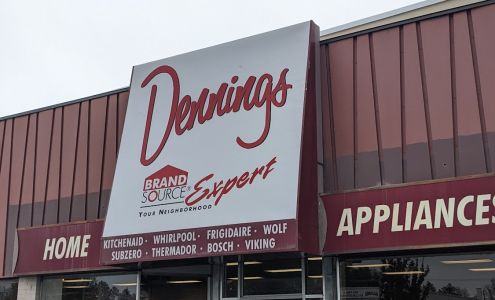 Dennings
BRAND
SOURCE® Expert
YOUR NEIGHBORHOOD
KITCHENAID · WHIRLPOOL · FRIGIDAIRE · WOLF
SUBZERO · THERMADOR · BOSCH · VIKING
HOME
APPLIANCES